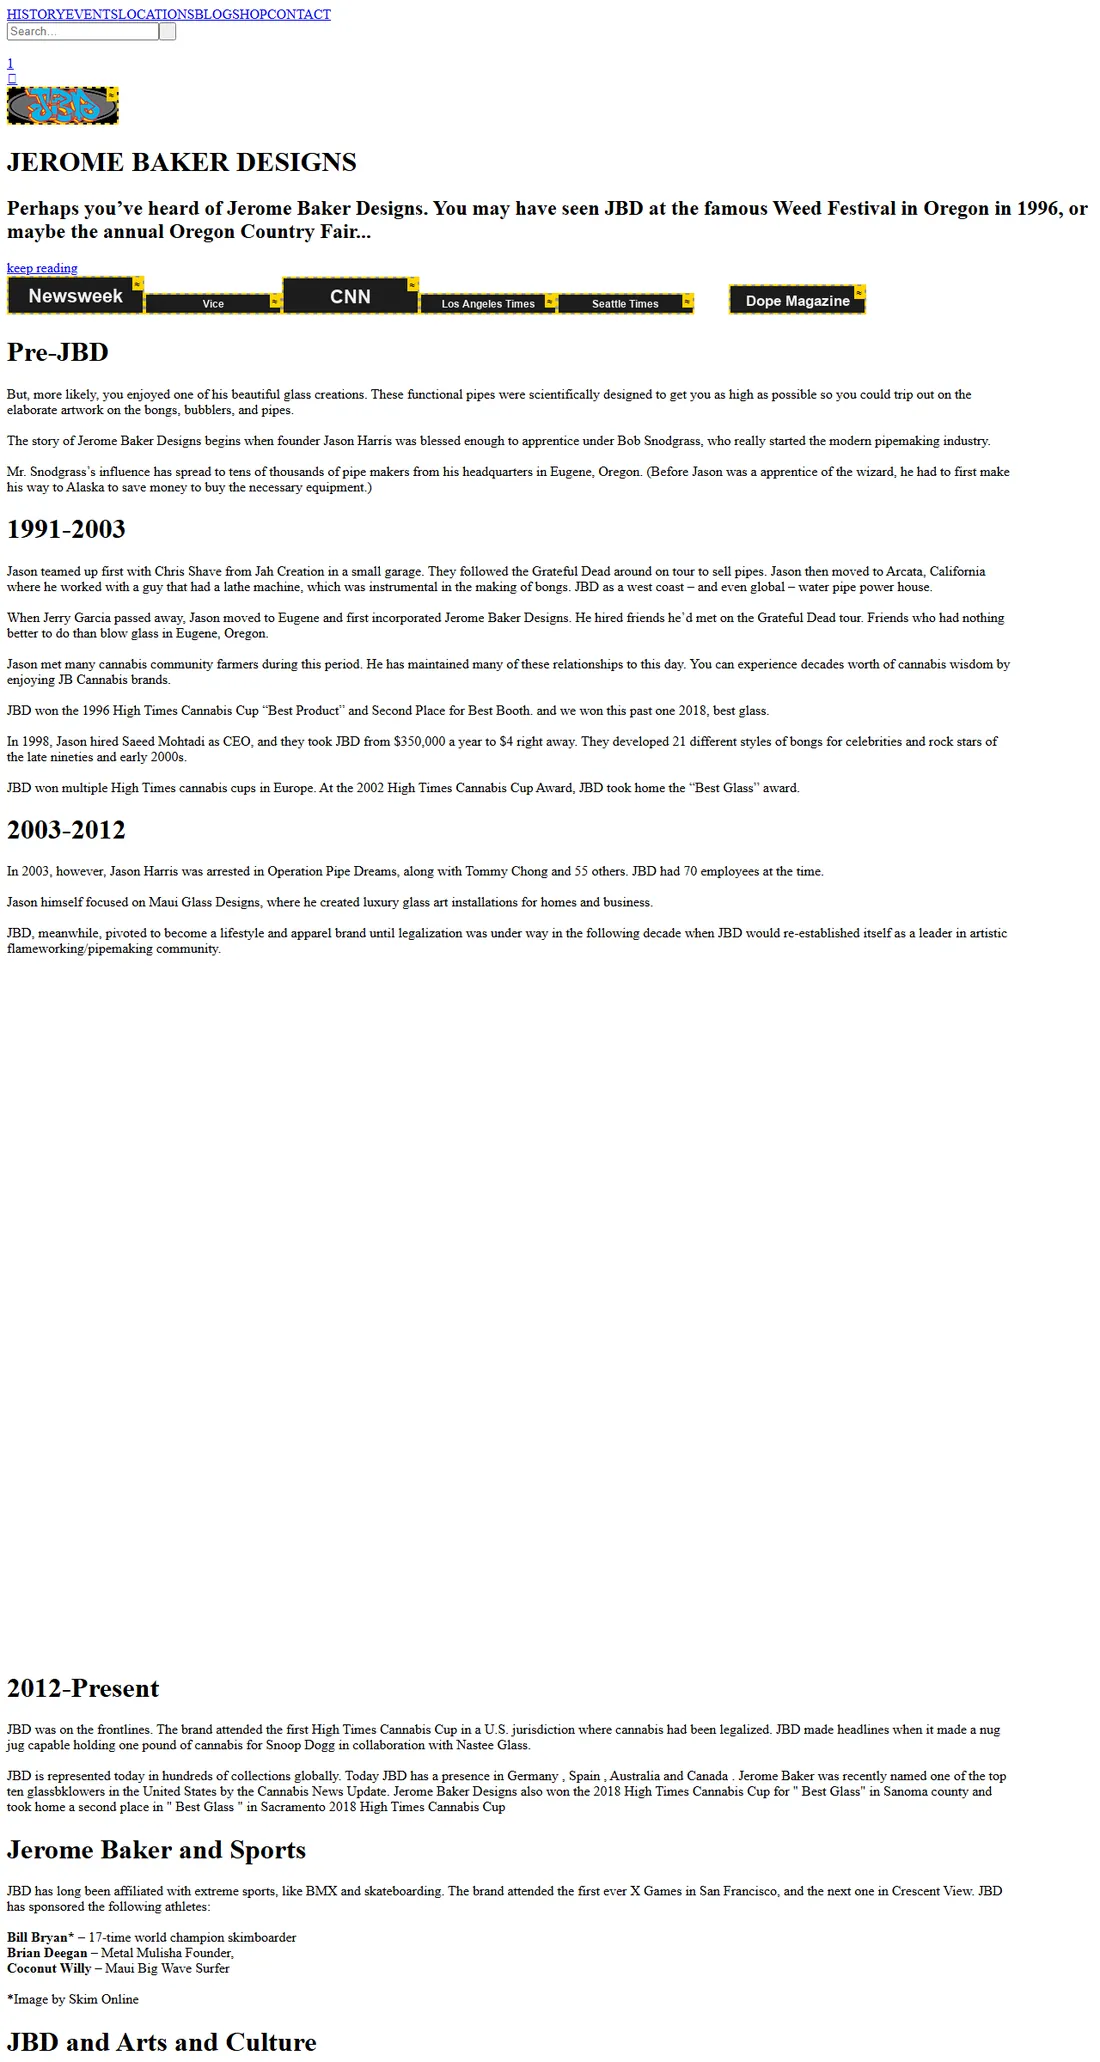 HISTORYEVENTSLOCATIONSBLOGSHOPCONTACT
Search...
1
JBD
JEROME BAKER DESIGNS
Perhaps you’ve heard of Jerome Baker Designs. You may have seen JBD at the famous Weed Festival in Oregon in 1996, or
maybe the annual Oregon Country Fair...
keep reading
Newsweek Vice CNN Los Angeles Times Seattle Times Dope Magazine
Pre-JBD
But, more likely, you enjoyed one of his beautiful glass creations. These functional pipes were scientifically designed to get you as high as possible so you could trip out on the
elaborate artwork on the bongs, bubblers, and pipes.
The story of Jerome Baker Designs begins when founder Jason Harris was blessed enough to apprentice under Bob Snodgrass, who really started the modern pipemaking industry.
Mr. Snodgrass’s influence has spread to tens of thousands of pipe makers from his headquarters in Eugene, Oregon. (Before Jason was a apprentice of the wizard, he had to first make
his way to Alaska to save money to buy the necessary equipment.)
1991-2003
Jason teamed up first with Chris Shave from Jah Creation in a small garage. They followed the Grateful Dead around on tour to sell pipes. Jason then moved to Arcata, California
where he worked with a guy that had a lathe machine, which was instrumental in the making of bongs. JBD as a west coast – and even global – water pipe power house.
When Jerry Garcia passed away, Jason moved to Eugene and first incorporated Jerome Baker Designs. He hired friends he’d met on the Grateful Dead tour. Friends who had nothing
better to do than blow glass in Eugene, Oregon.
Jason met many cannabis community farmers during this period. He has maintained many of these relationships to this day. You can experience decades worth of cannabis wisdom by
enjoying JB Cannabis brands.
JBD won the 1996 High Times Cannabis Cup “Best Product” and Second Place for Best Booth. and we won this past one 2018, best glass.
In 1998, Jason hired Saeed Mohtadi as CEO, and they took JBD from $350,000 a year to $4 right away. They developed 21 different styles of bongs for celebrities and rock stars of
the late nineties and early 2000s.
JBD won multiple High Times cannabis cups in Europe. At the 2002 High Times Cannabis Cup Award, JBD took home the “Best Glass” award.
2003-2012
In 2003, however, Jason Harris was arrested in Operation Pipe Dreams, along with Tommy Chong and 55 others. JBD had 70 employees at the time.
Jason himself focused on Maui Glass Designs, where he created luxury glass art installations for homes and business.
JBD, meanwhile, pivoted to become a lifestyle and apparel brand until legalization was under way in the following decade when JBD would re-established itself as a leader in artistic
flameworking/pipemaking community.
2012-Present
JBD was on the frontlines. The brand attended the first High Times Cannabis Cup in a U.S. jurisdiction where cannabis had been legalized. JBD made headlines when it made a nug
jug capable holding one pound of cannabis for Snoop Dogg in collaboration with Nastee Glass.
JBD is represented today in hundreds of collections globally. Today JBD has a presence in Germany , Spain , Australia and Canada . Jerome Baker was recently named one of the top
ten glassbklowers in the United States by the Cannabis News Update. Jerome Baker Designs also won the 2018 High Times Cannabis Cup for " Best Glass" in Sanoma county and
took home a second place in " Best Glass " in Sacramento 2018 High Times Cannabis Cup
Jerome Baker and Sports
JBD has long been affiliated with extreme sports, like BMX and skateboarding. The brand attended the first ever X Games in San Francisco, and the next one in Crescent View. JBD
has sponsored the following athletes:
Bill Bryan* – 17-time world champion skimboarder
Brian Deegan – Metal Mulisha Founder,
Coconut Willy – Maui Big Wave Surfer
*Image by Skim Online
JBD and Arts and Culture